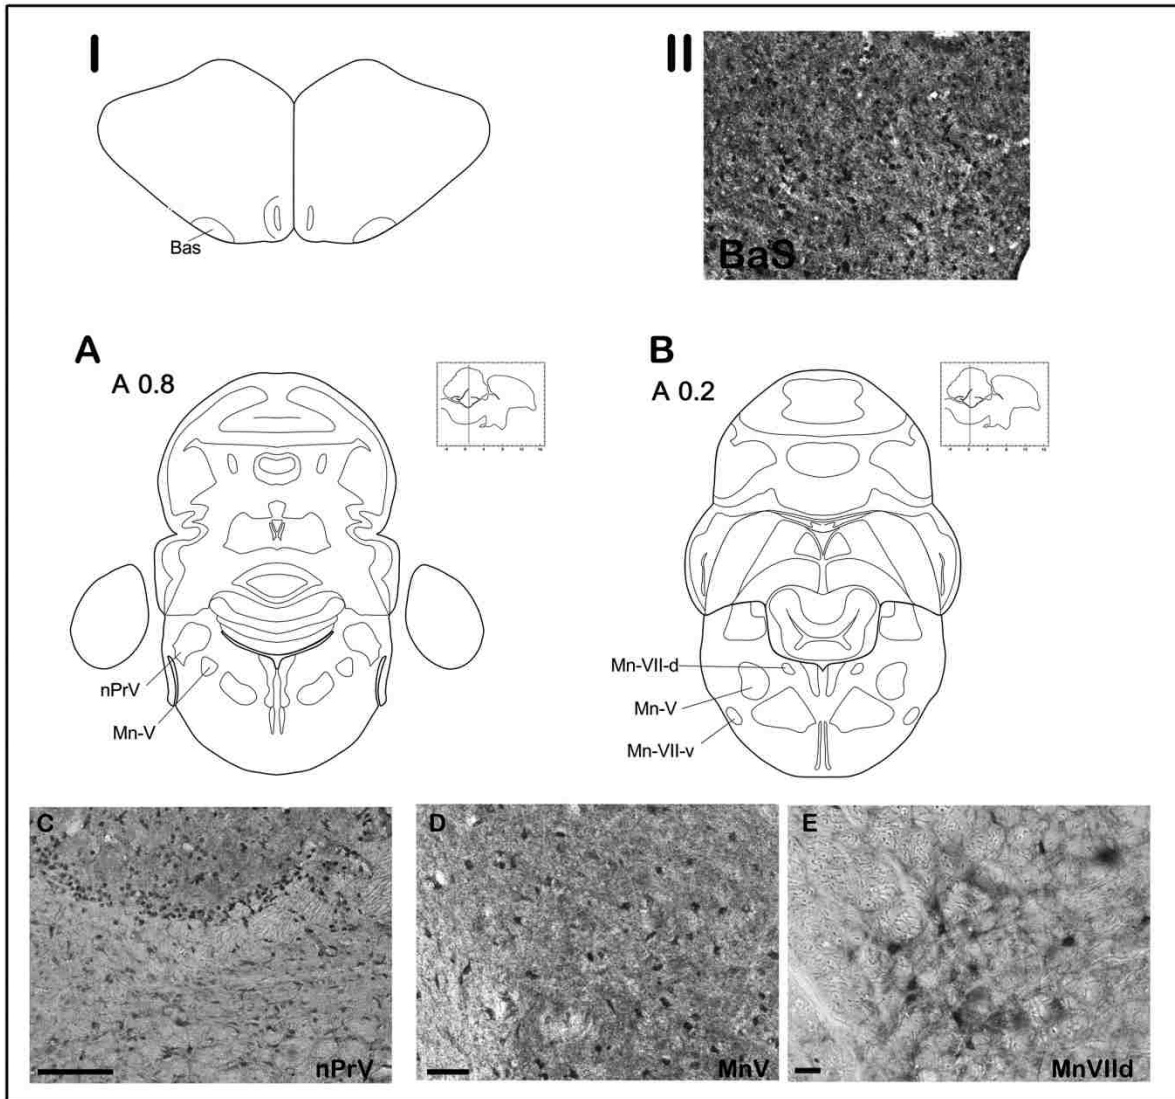 I
II
Bas
BaS
A
A 0.8
B
A 0.2
nPrV
Mn-V
Mn-VII-d
Mn-V
Mn-VII-v
C
nPrV
D
MnV
E
MnVIId